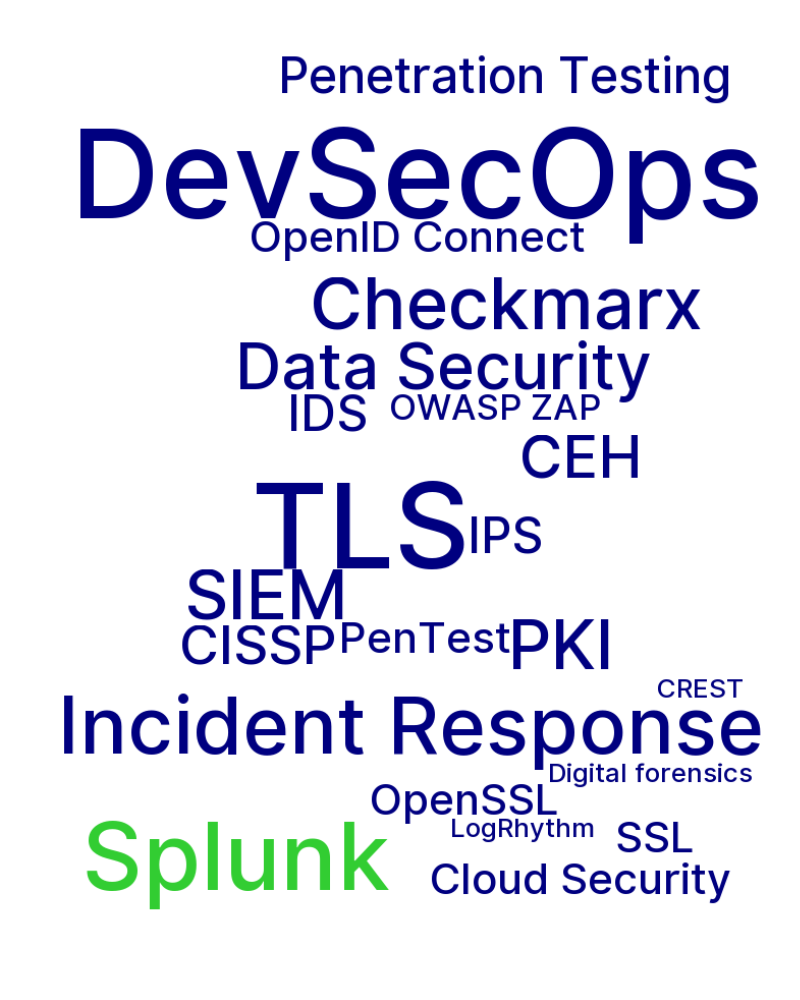 Penetration Testing
DevSecOps
OpenID Connect
Checkmarx
Data Security
IDS OWASP ZAP
CEH
TLS IPS
SIEM
CISSP PenTest PKI
CREST
Incident Response
Digital forensics
OpenSSL
LogRhythm SSL
Splunk Cloud Security